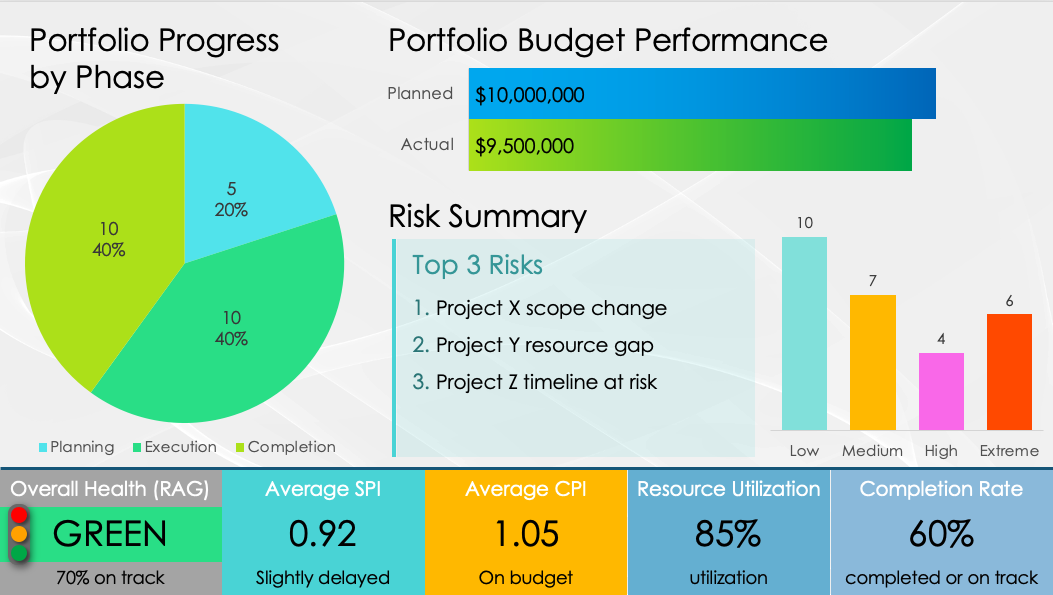 Portfolio Progress
by Phase
5
20%
10
40%
10
40%
Planning
Execution
Completion
Portfolio Budget Performance
Planned
$10,000,000
Actual
$9,500,000
Risk Summary
Top 3 Risks
1. Project X scope change
2. Project Y resource gap
3. Project Z timeline at risk
10
7
4
6
Low
Medium
High
Extreme
Overall Health (RAG)
GREEN
70% on track
Average SPI
0.92
Slightly delayed
Average CPI
1.05
On budget
Resource Utilization
85%
utilization
Completion Rate
60%
completed or on track